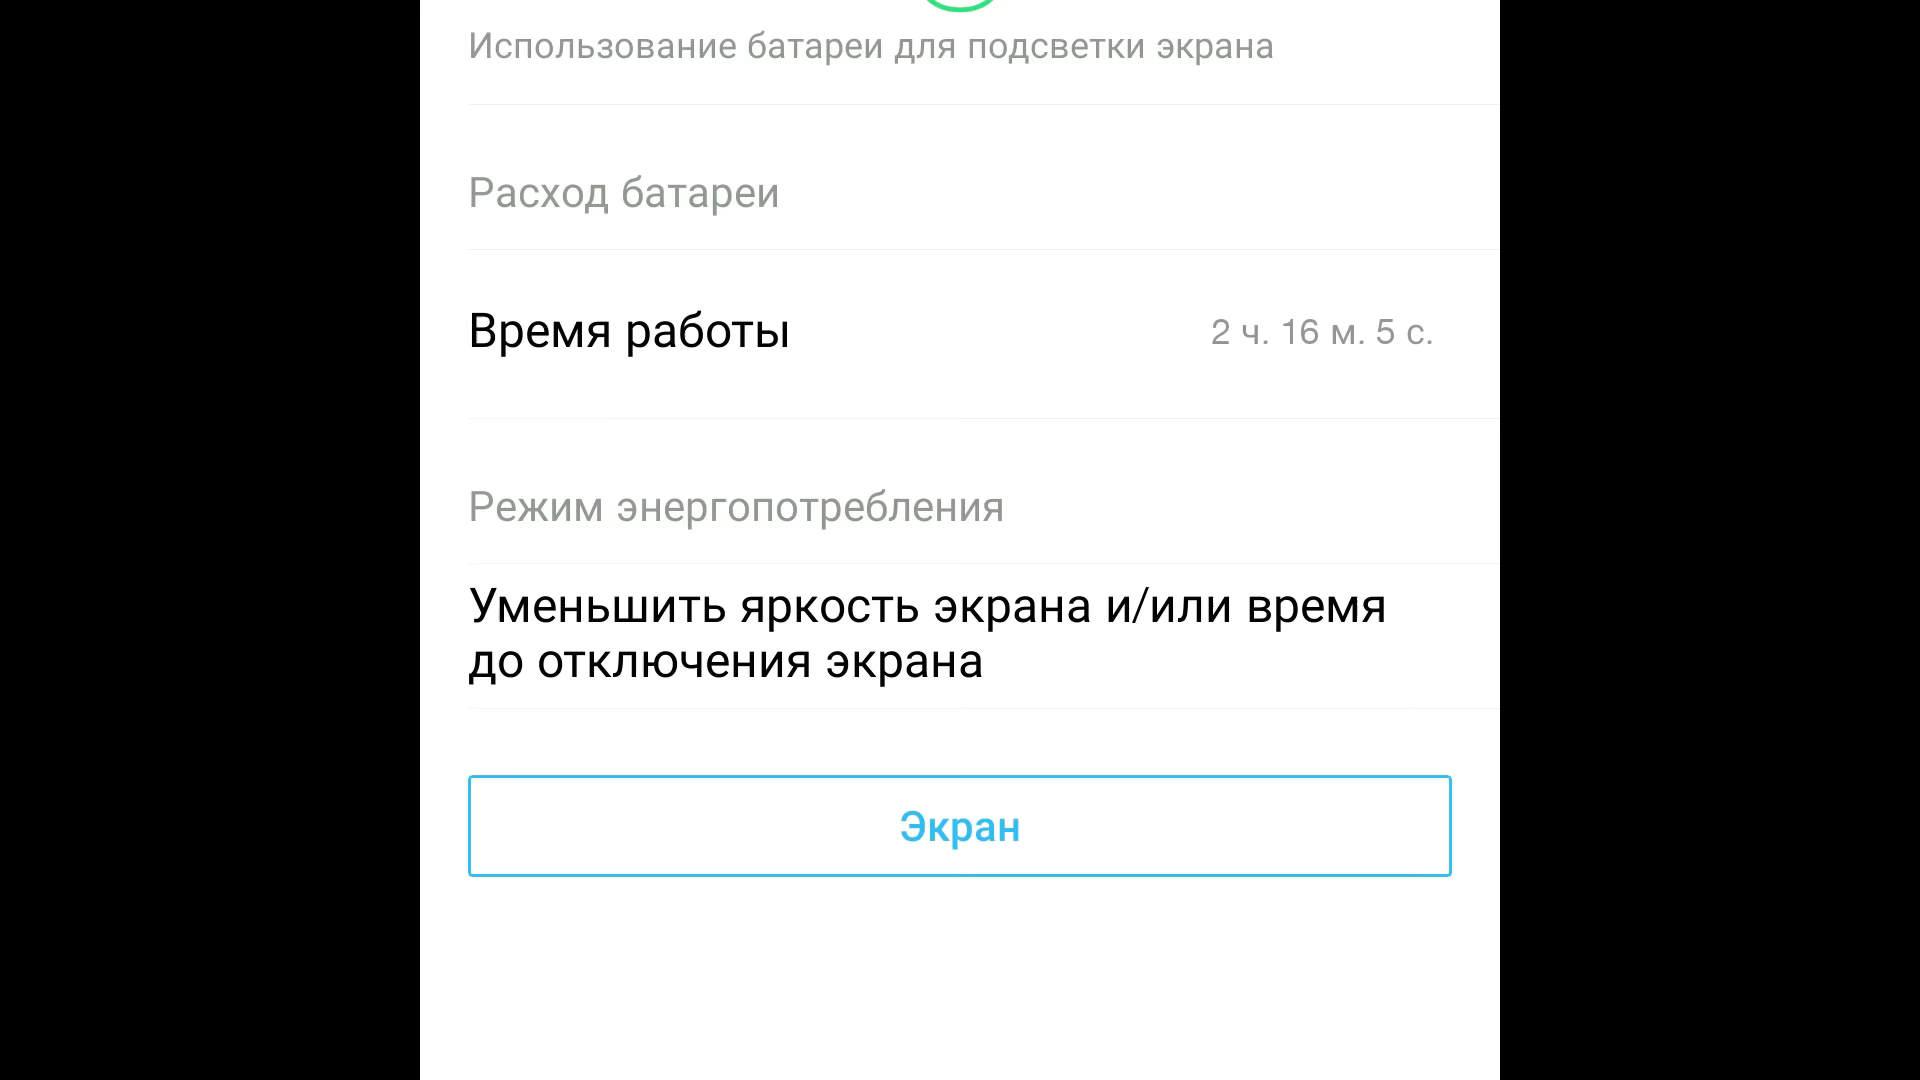 Использование батареи для подсветки экрана
Расход батареи
Время работы 2 ч. 16 м. 5 с.
Режим энергопотребления
Уменьшить яркость экрана и/или время
до отключения экрана
Экран